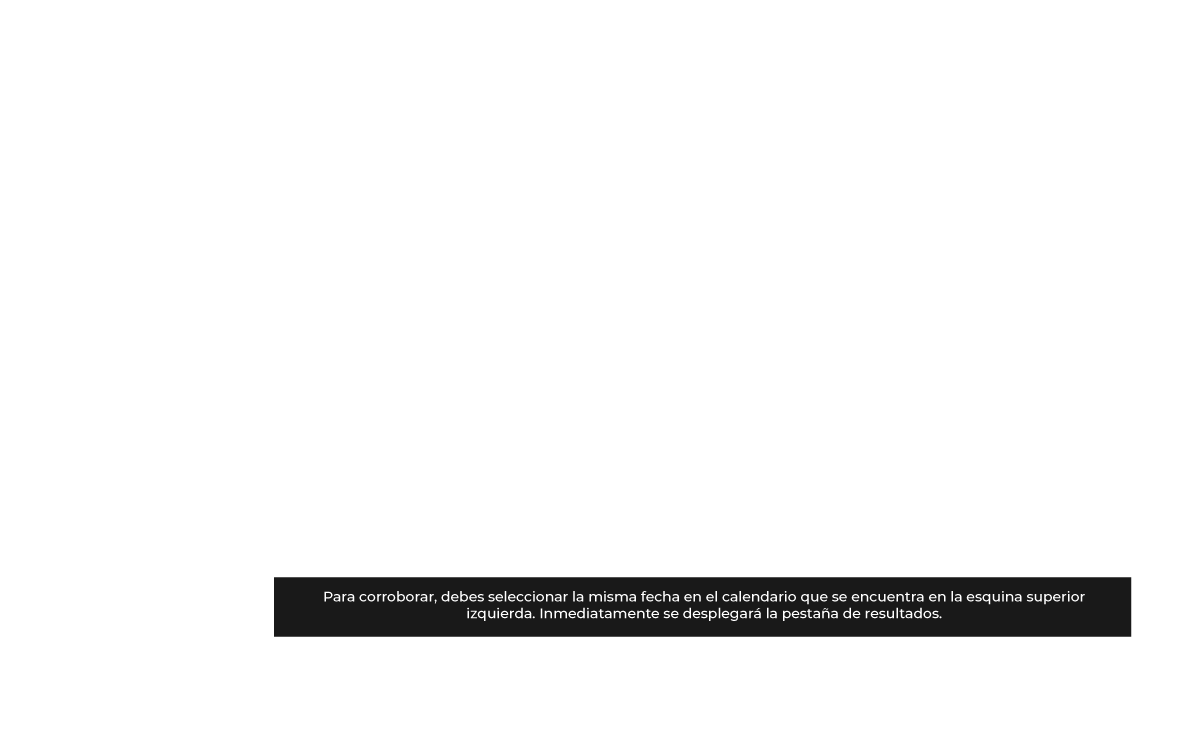 Para corroborar, debes seleccionar la misma fecha en el calendario que se encuentra en la esquina superior
izquierda. Inmediatamente se desplegará la pestaña de resultados.